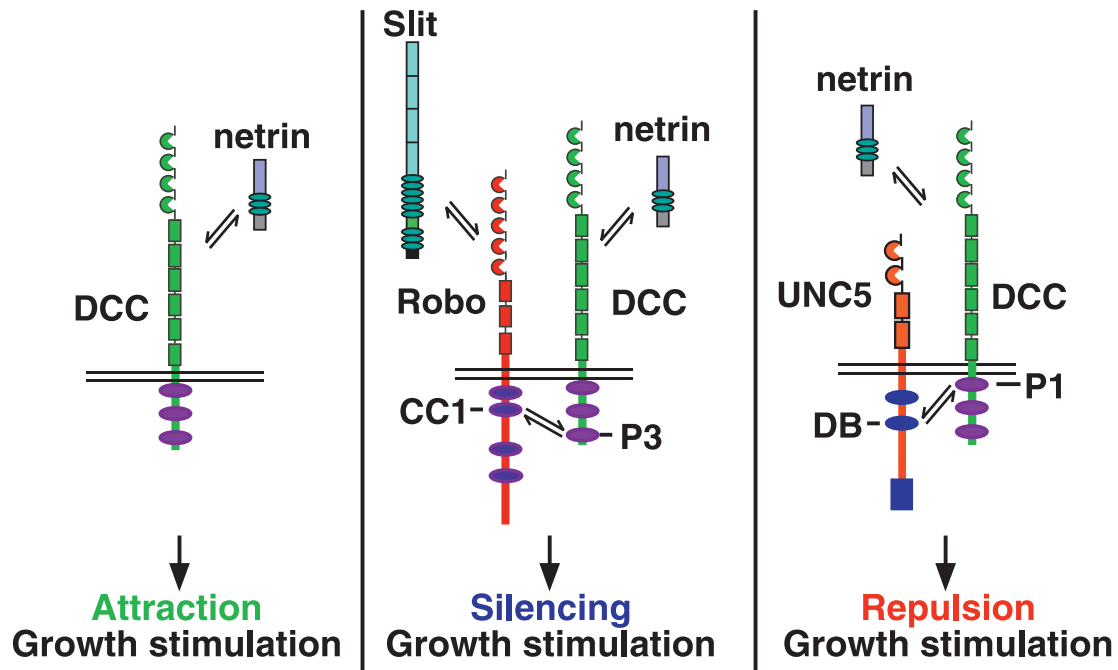 netrin
DCC
Attraction
Growth stimulation
Slit
netrin
Robo
DCC
CC1
P3
Silencing
Growth stimulation
netrin
UNC5
DCC
P1
DB
Repulsion
Growth stimulation